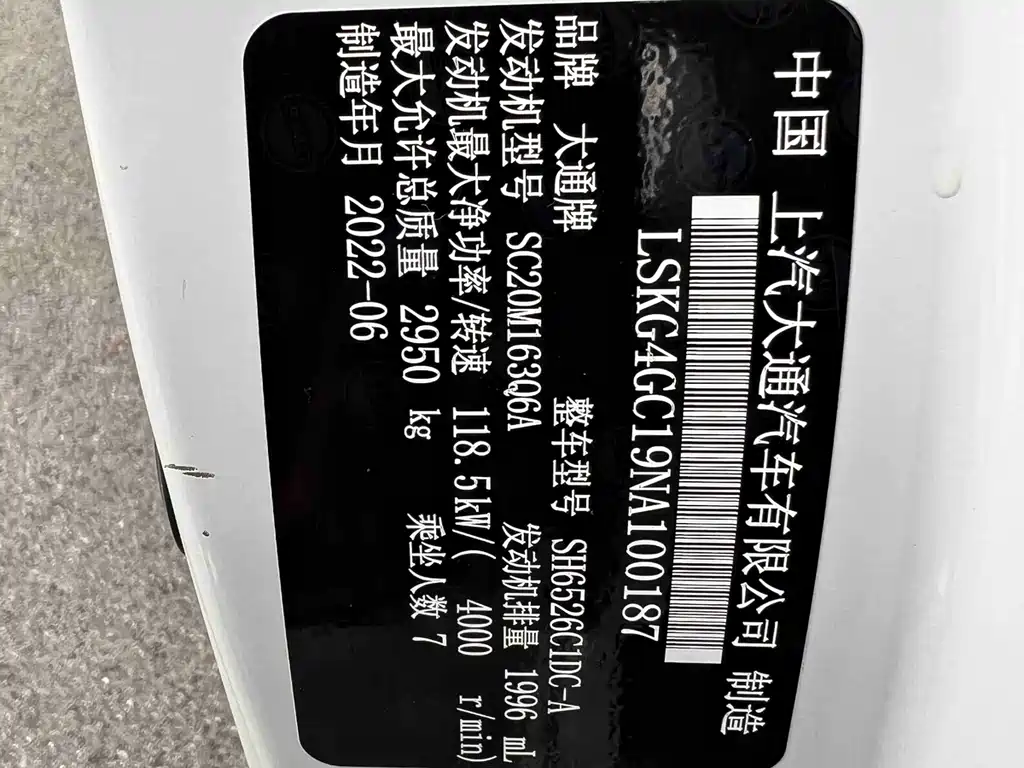 中国 上汽大通汽车有限公司 制造
LSKG4GC19NA100187
品牌 大通牌 整车型号 SH6526C1DC-A
发动机型号 SC20M163Q6A 发动机排量 1996 mL
发动机最大净功率/转速 118.5kW/( 4000 r/min)
最大允许总质量 2950 kg 乘坐人数 7
制造年月 2022-06